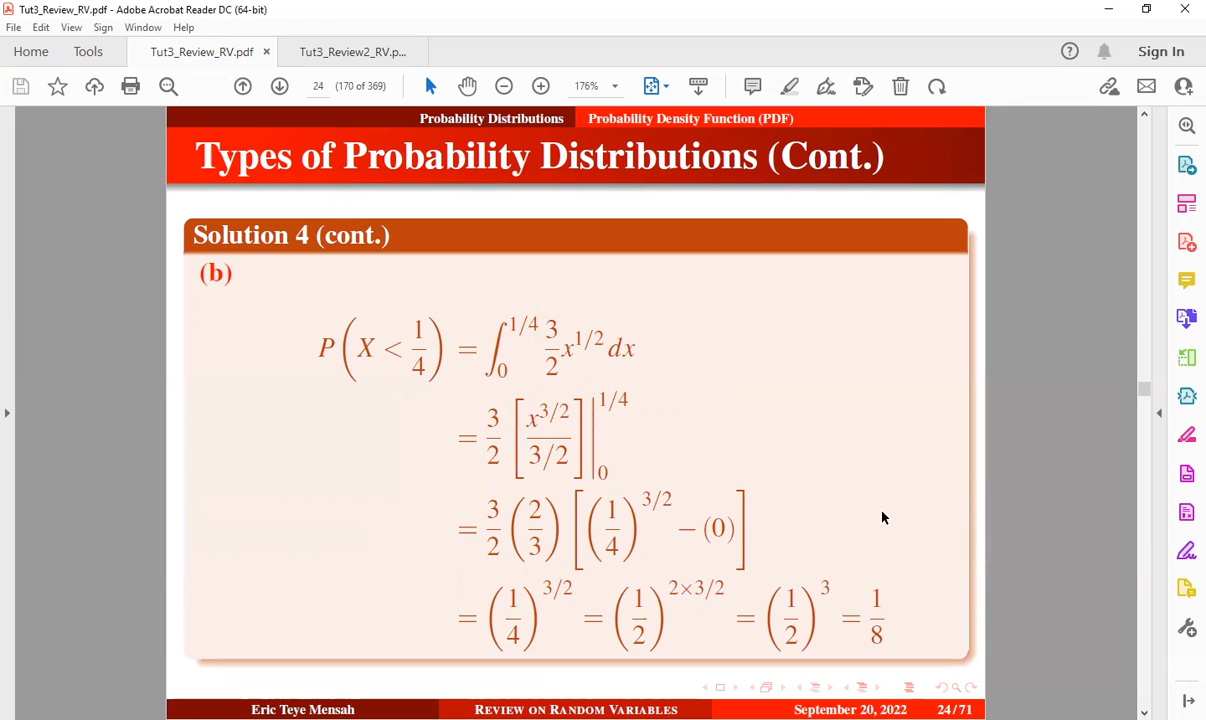 Tut3_Review_RV.pdf - Adobe Acrobat Reader DC (64-bit)
File Edit View Sign Window Help
Home Tools Tut3_Review_RV.pdf × Tut3_Review2_RV.p... Sign In
24 (170 of 369) 176%
Probability Distributions Probability Density Function (PDF)
Types of Probability Distributions (Cont.)
Solution 4 (cont.)
(b)
P(X < 1/4) = ∫_0^{1/4} 3/2 x^{1/2} dx
= 3/2 [x^{3/2} / 3/2] |_0^{1/4}
= 3/2 (2/3) [(1/4)^{3/2} − (0)]
= (1/4)^{3/2} = (1/2)^{2×3/2} = (1/2)^3 = 1/8
Eric Teye Mensah REVIEW ON RANDOM VARIABLES September 20, 2022 24/71